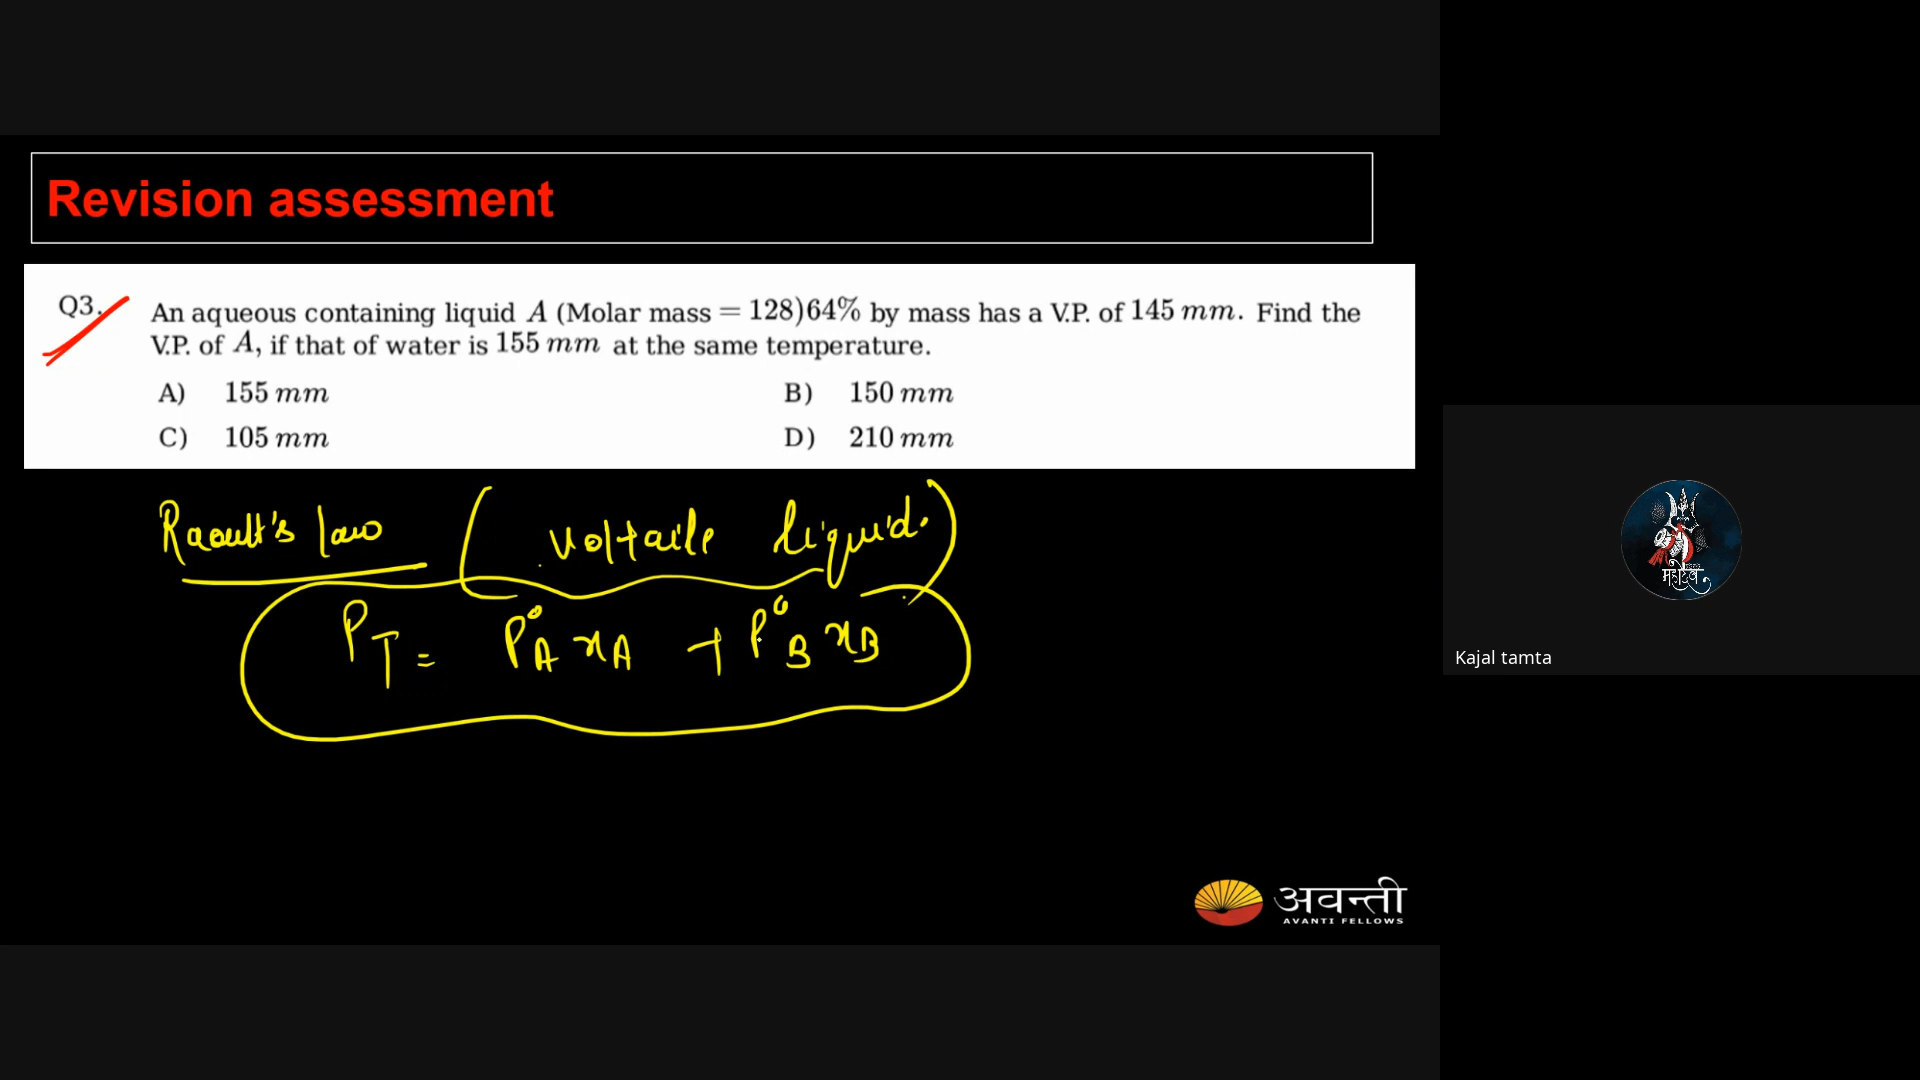 Revision assessment
Q3. An aqueous containing liquid A (Molar mass = 128)64% by mass has a V.P. of 145 mm. Find the
V.P. of A, if that of water is 155 mm at the same temperature.
A) 155 mm B) 150 mm
C) 105 mm D) 210 mm
Raoult's law (voltaile liquid.)
P_T = P°_A x_A + P°_B x_B
महादेव
Kajal tamta
अवन्ती
AVANTI FELLOWS